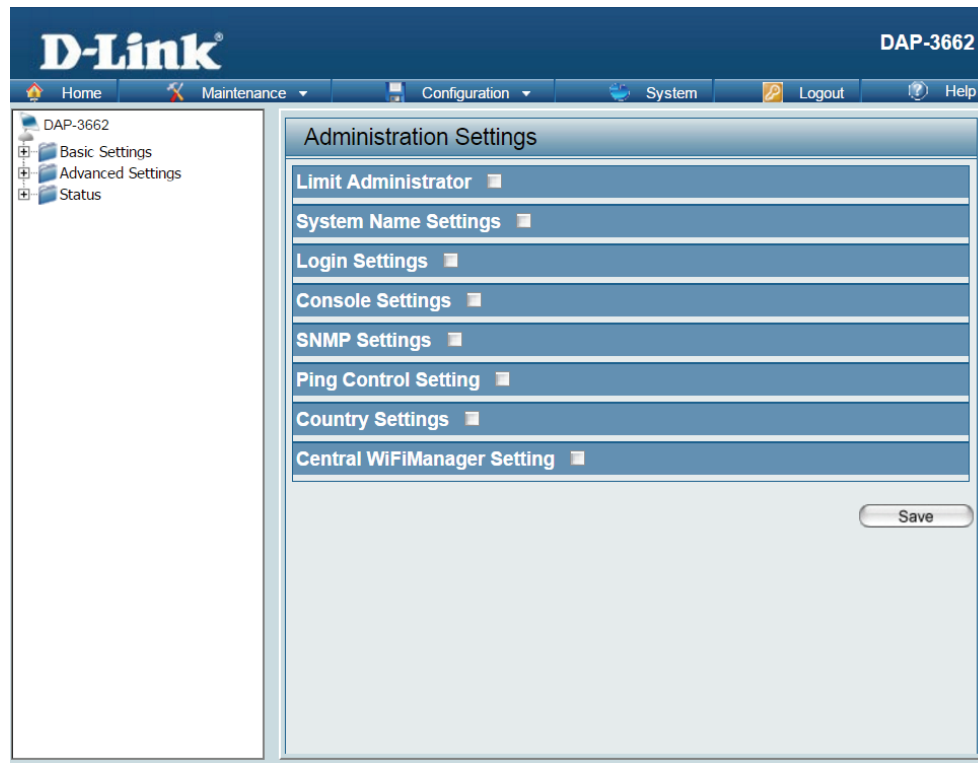 D-Link®
DAP-3662
Home Maintenance Configuration System Logout Help
DAP-3662
Basic Settings
Advanced Settings
Status
Administration Settings
Limit Administrator
System Name Settings
Login Settings
Console Settings
SNMP Settings
Ping Control Setting
Country Settings
Central WiFiManager Setting
Save